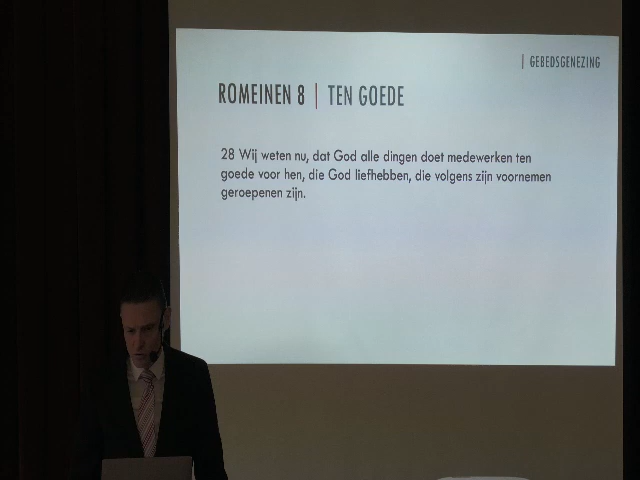 | GEBEDSGENEZING
ROMEINEN 8 | TEN GOEDE
28 Wij weten nu, dat God alle dingen doet medewerken ten
goede voor hen, die God liefhebben, die volgens zijn voornemen
geroepenen zijn.